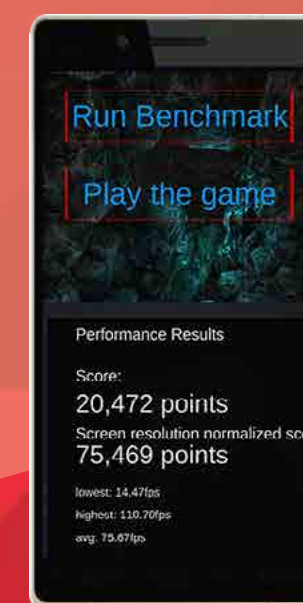 Run Benchmark
Play the game
Performance Results
Score:
20,472 points
Screen resolution normalized sco
75,469 points
lowest: 14.47fps
highest: 110.70fps
avg: 75.67fps